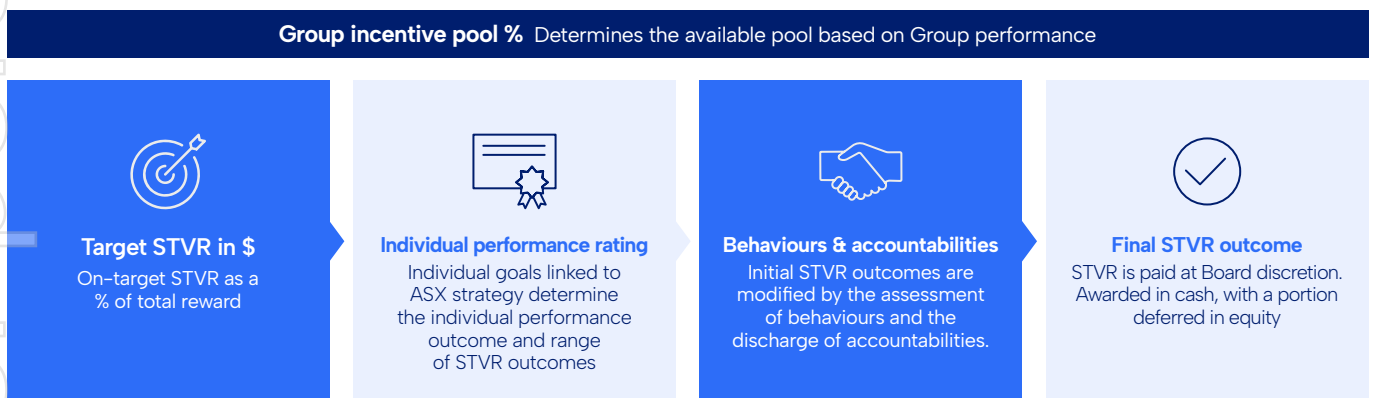 Group incentive pool % Determines the available pool based on Group performance
Target STVR in $
On-target STVR as a
% of total reward
Individual performance rating
Individual goals linked to
ASX strategy determine
the individual performance
outcome and range
of STVR outcomes
Behaviours & accountabilities
Initial STVR outcomes are
modified by the assessment
of behaviours and the
discharge of accountabilities.
Final STVR outcome
STVR is paid at Board discretion.
Awarded in cash, with a portion
deferred in equity